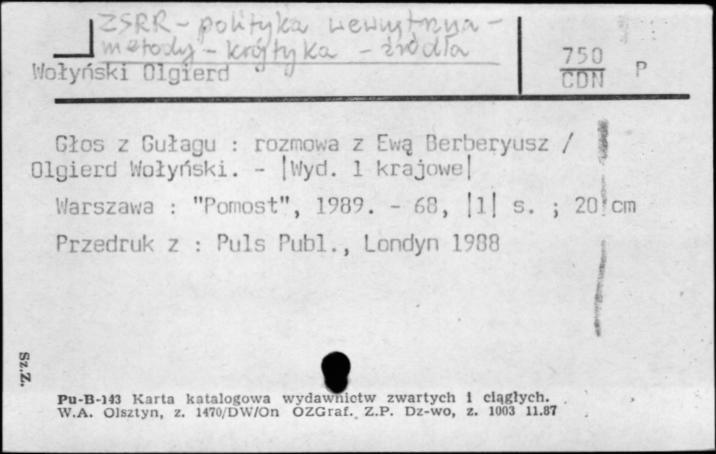 ZSRR - polityka wewnętrzna -
metody - krytyka - źródła
Wołyński Olgierd
750
CDN
P
Głos z Gułagu : rozmowa z Ewą Berberyusz /
Olgierd Wołyński. - |Wyd. 1 krajowe|
Warszawa : "Pomost", 1989. - 68, |1| s. ; 20 cm
Przedruk z : Puls Publ., Londyn 1988
Sz.Z.
Pu-B-143 Karta katalogowa wydawnictw zwartych i ciągłych.
W.A. Olsztyn, z. 1470/DW/On OZGraf. Z.P. Dz-wo, z. 1003 11.87